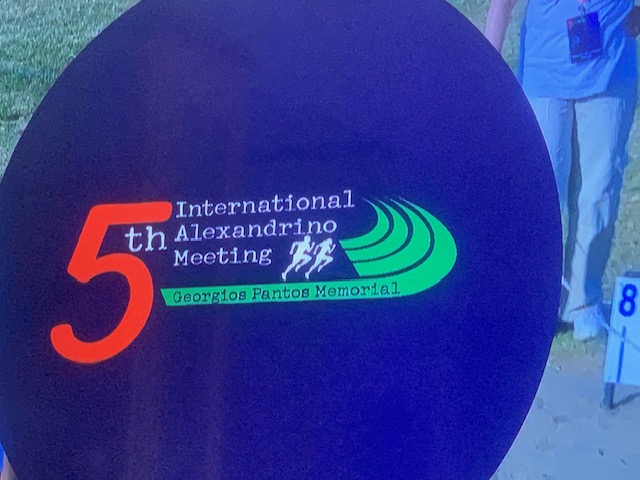 5th
International
Alexandrino
Meeting
Georgios Pantos Memorial
8